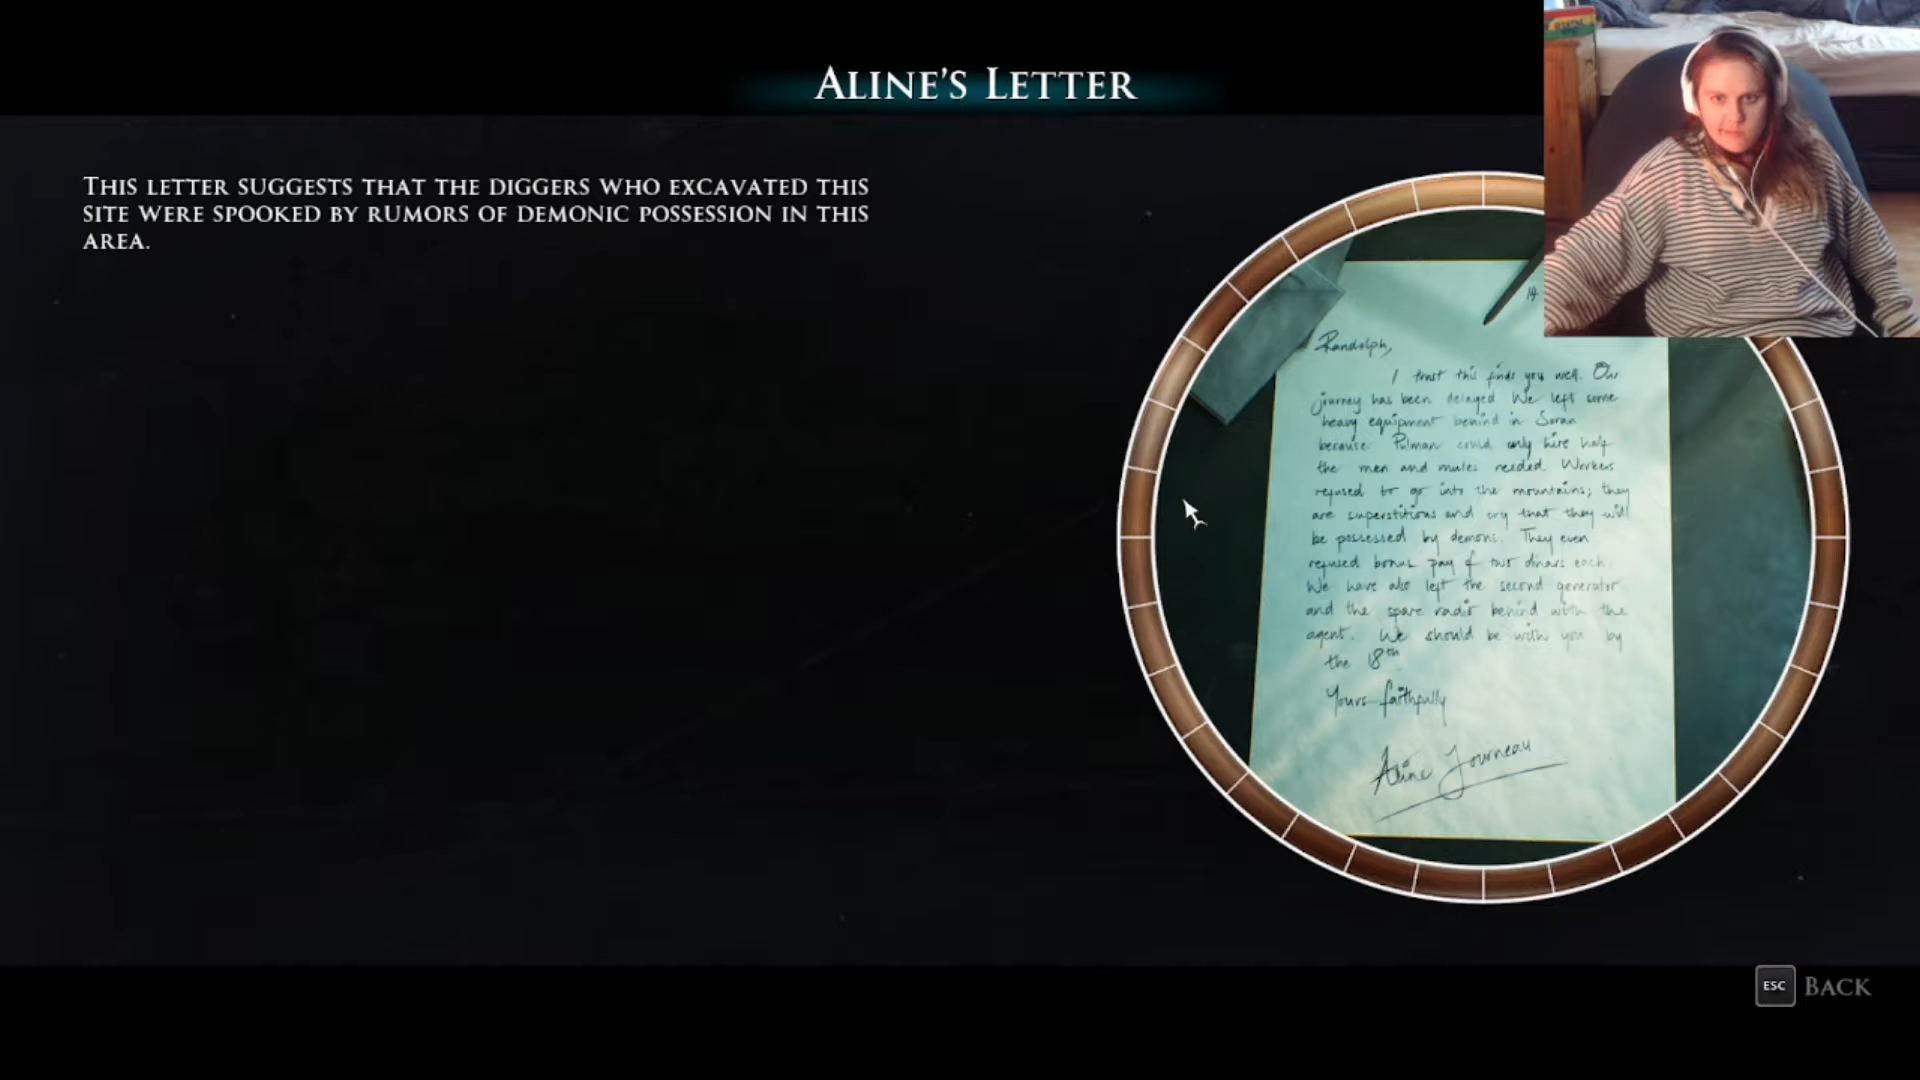 ALINE'S LETTER
THIS LETTER SUGGESTS THAT THE DIGGERS WHO EXCAVATED THIS
SITE WERE SPOOKED BY RUMORS OF DEMONIC POSSESSION IN THIS
AREA.
Randolph,
I trust this finds you well. Our
journey has been delayed We left some
heavy equipment behind in Soran
because Pulman could only hire half
the men and mules needed. Workers
refused to go into the mountains; they
are superstitious and cry that they will
be possessed by demons. They even
refused bonus pay of two dinars each.
We have also left the second generator
and the spare radio behind with the
agent. We should be with you by
the 18th
Yours faithfully
Aline Journeau
ESC BACK